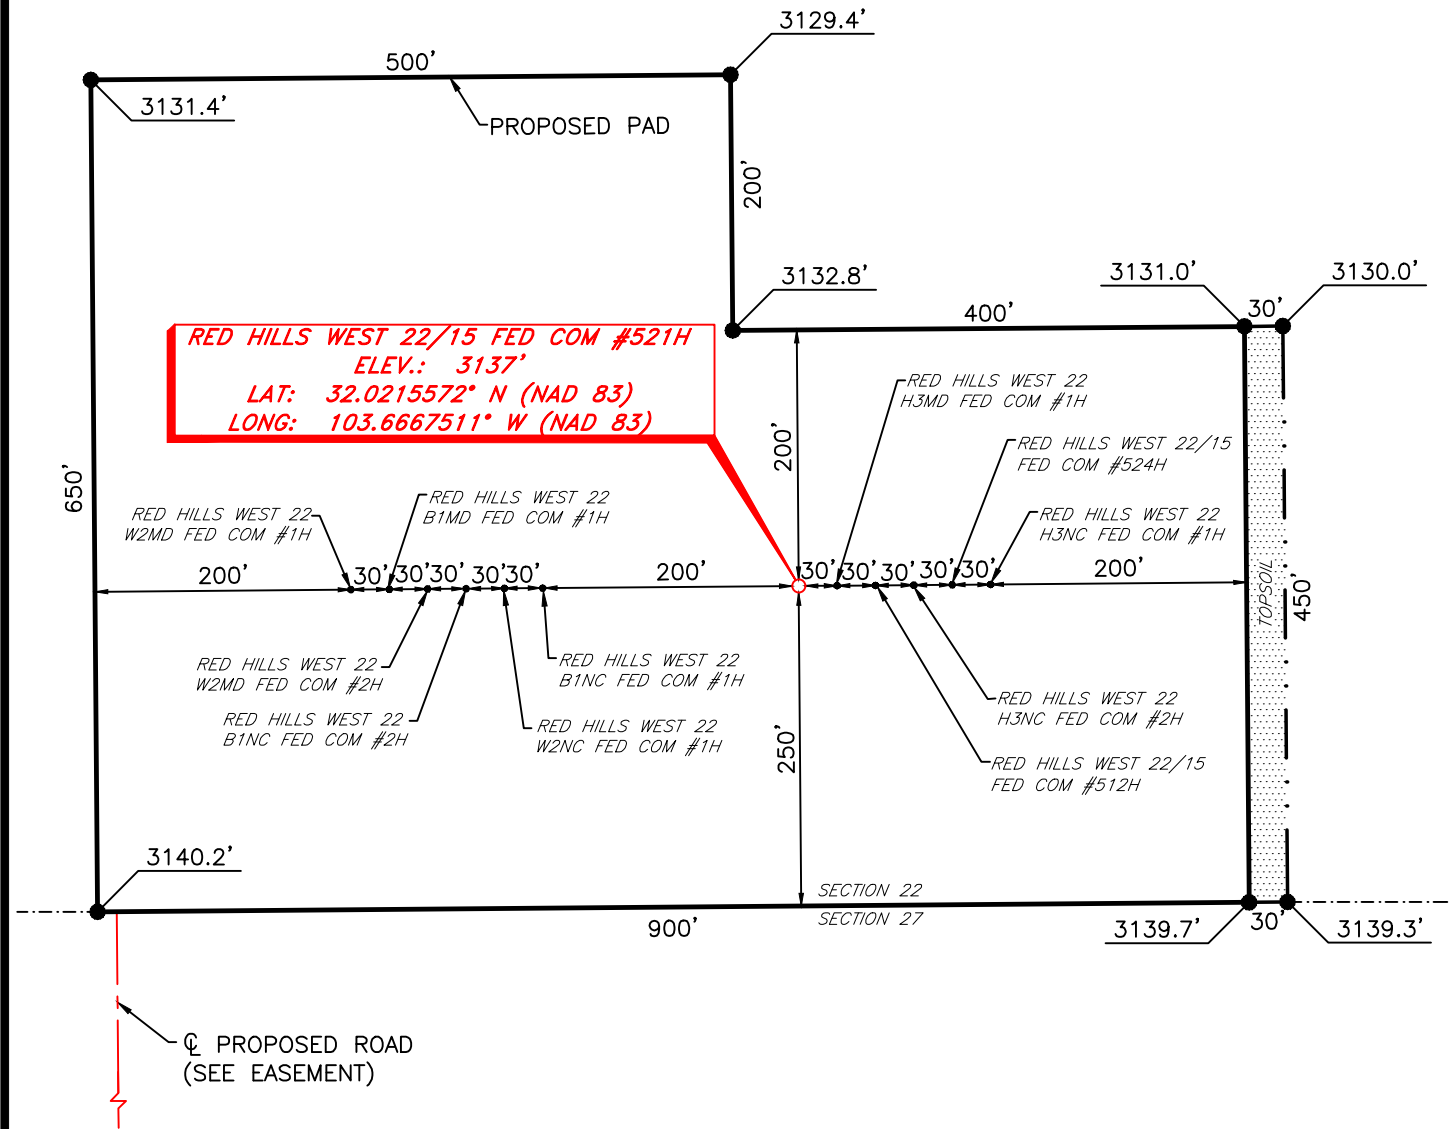 3129.4'
500'
3131.4'
PROPOSED PAD
200'
3132.8'
3131.0'
3130.0'
30'
400'
RED HILLS WEST 22/15 FED COM #521H
ELEV.: 3137'
LAT: 32.0215572° N (NAD 83)
LONG: 103.6667511° W (NAD 83)
RED HILLS WEST 22
H3MD FED COM #1H
200'
RED HILLS WEST 22/15
FED COM #524H
650'
RED HILLS WEST 22
B1MD FED COM #1H
RED HILLS WEST 22
W2MD FED COM #1H
RED HILLS WEST 22
H3NC FED COM #1H
200'
30'
30'
30'
30'
30'
200'
30'
30'
30'
30'
30'
200'
TOPSOIL
450'
RED HILLS WEST 22
W2MD FED COM #2H
RED HILLS WEST 22
B1NC FED COM #1H
RED HILLS WEST 22
B1NC FED COM #2H
RED HILLS WEST 22
W2NC FED COM #1H
250'
RED HILLS WEST 22
H3NC FED COM #2H
RED HILLS WEST 22/15
FED COM #512H
3140.2'
SECTION 22
SECTION 27
900'
3139.7'
30'
3139.3'
℄ PROPOSED ROAD
(SEE EASEMENT)